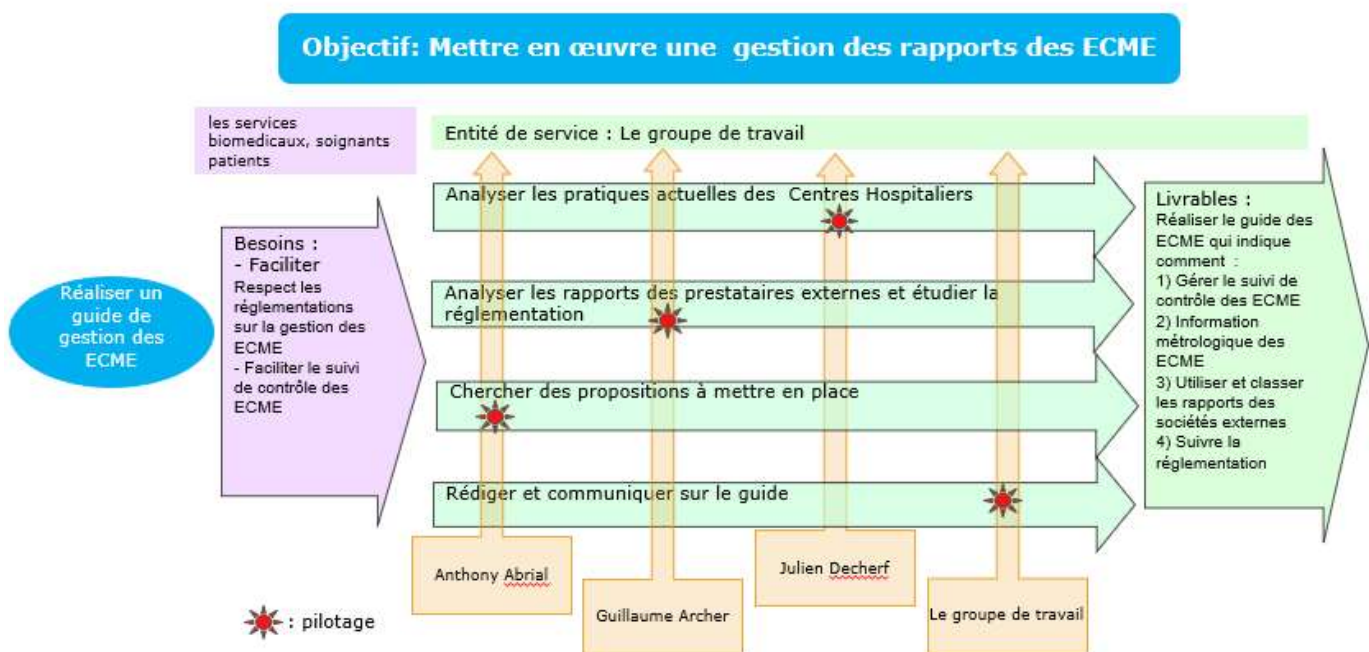 Objectif: Mettre en œuvre une gestion des rapports des ECME
les services
biomedicaux, soignants
patients
Entité de service : Le groupe de travail
Réaliser un
guide de
gestion des
ECME
Besoins :
- Faciliter
Respect les
réglementations
sur la gestion des
ECME
- Faciliter le suivi
de contrôle des
ECME
Analyser les pratiques actuelles des Centres Hospitaliers
Analyser les rapports des prestataires externes et étudier la
réglementation
Chercher des propositions à mettre en place
Rédiger et communiquer sur le guide
Livrables :
Réaliser le guide des
ECME qui indique
comment :
1) Gérer le suivi de
contrôle des ECME
2) Information
métrologique des
ECME
3) Utiliser et classer
les rapports des
sociétés externes
4) Suivre la
réglementation
Anthony Abrial
Guillaume Archer
Julien Decherf
Le groupe de travail
: pilotage